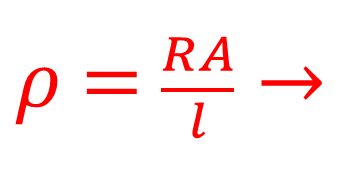 ρ = RA/l →